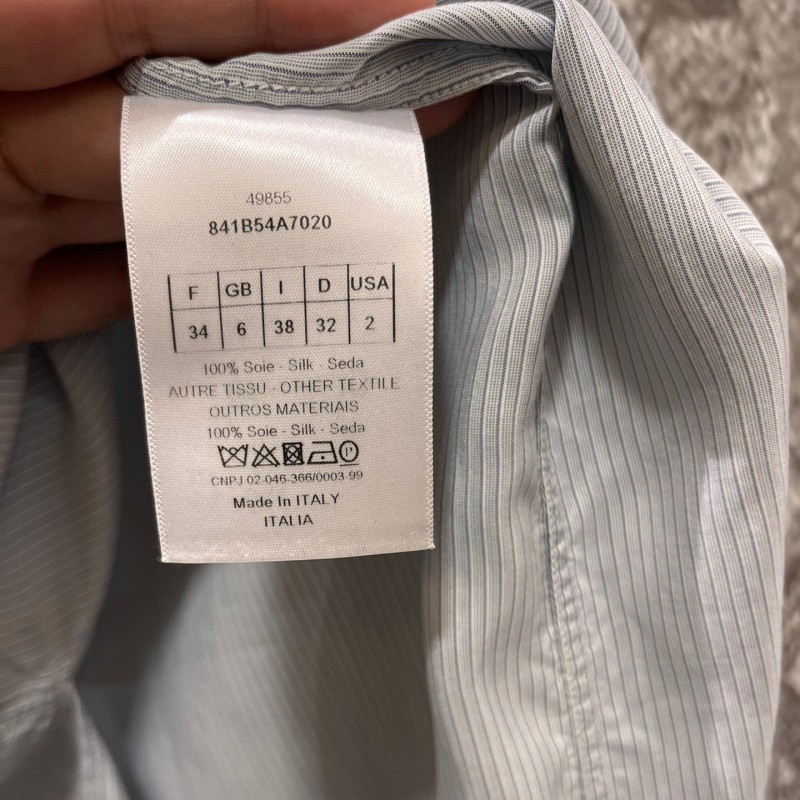 49855
841B54A7020
F GB I D USA
34 6 38 32 2
100% Soie - Silk - Seda
AUTRE TISSU - OTHER TEXTILE
OUTROS MATERIAIS
100% Soie - Silk - Seda
P
CNPJ 02-046-366/0003-99
Made In ITALY
ITALIA